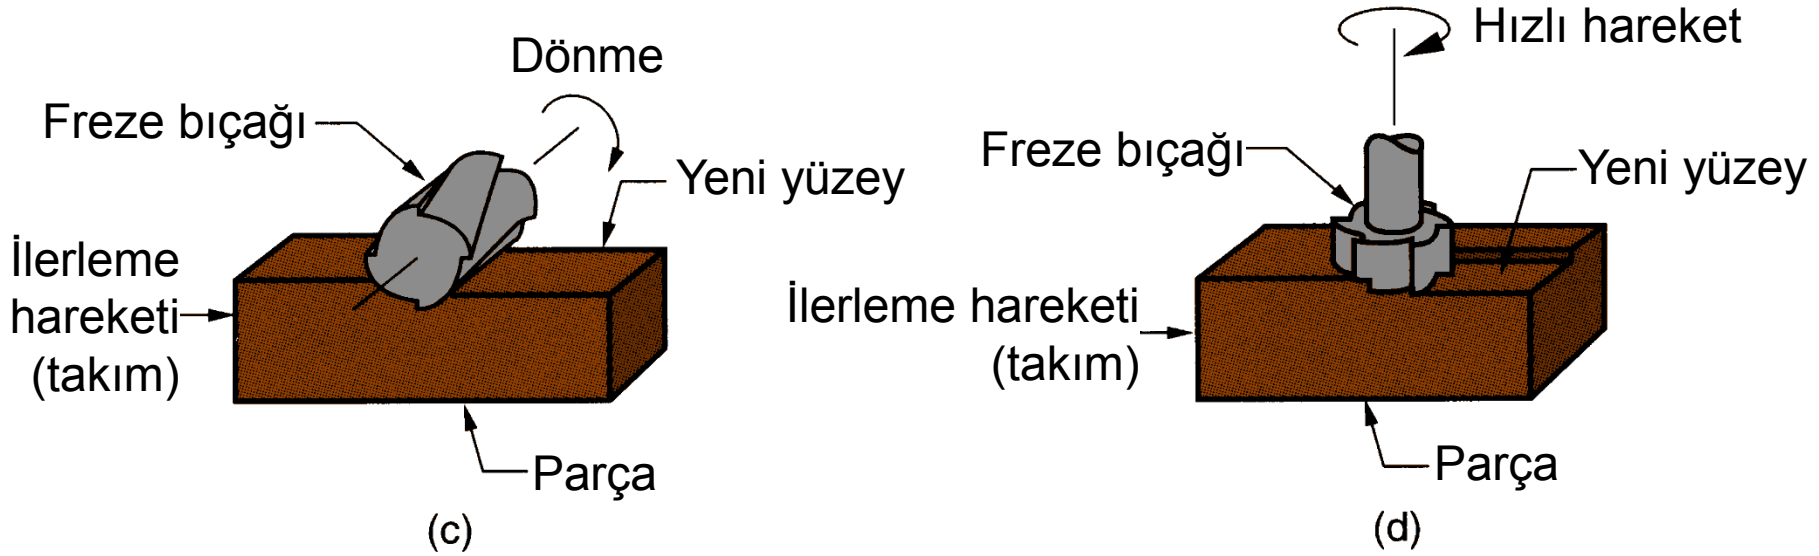 Dönme
Freze bıçağı
Yeni yüzey
İlerleme
hareketi
(takım)
Parça
(c)
Hızlı hareket
Freze bıçağı
Yeni yüzey
İlerleme hareketi
(takım)
Parça
(d)